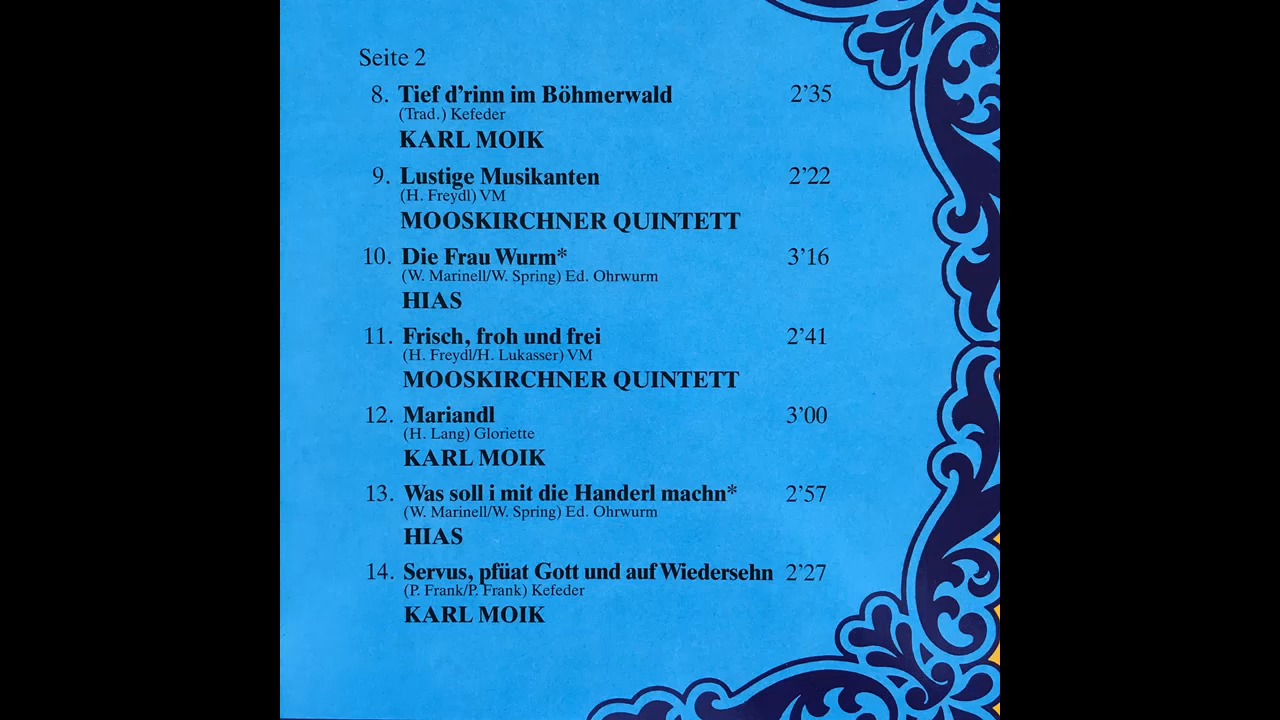 Seite 2
8. Tief d'rinn im Böhmerwald 2'35
(Trad.) Kefeder
KARL MOIK
9. Lustige Musikanten 2'22
(H. Freydl) VM
MOOSKIRCHNER QUINTETT
10. Die Frau Wurm* 3'16
(W. Marinell/W. Spring) Ed. Ohrwurm
HIAS
11. Frisch, froh und frei 2'41
(H. Freydl/H. Lukasser) VM
MOOSKIRCHNER QUINTETT
12. Mariandl 3'00
(H. Lang) Gloriette
KARL MOIK
13. Was soll i mit die Handerl machn* 2'57
(W. Marinell/W. Spring) Ed. Ohrwurm
HIAS
14. Servus, pfüat Gott und auf Wiedersehn 2'27
(P. Frank/P. Frank) Kefeder
KARL MOIK